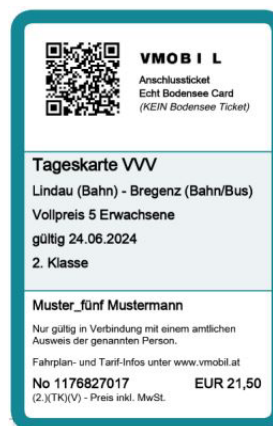 VMOBIL
Anschlussticket
Echt Bodensee Card
(KEIN Bodensee Ticket)
Tageskarte VVV
Lindau (Bahn) - Bregenz (Bahn/Bus)
Vollpreis 5 Erwachsene
gültig 24.06.2024
2. Klasse
Muster_fünf Mustermann
Nur gültig in Verbindung mit einem amtlichen
Ausweis der genannten Person.
Fahrplan- und Tarif-Infos unter www.vmobil.at
No 1176827017 EUR 21,50
(2.)(TK)(V) - Preis inkl. MwSt.